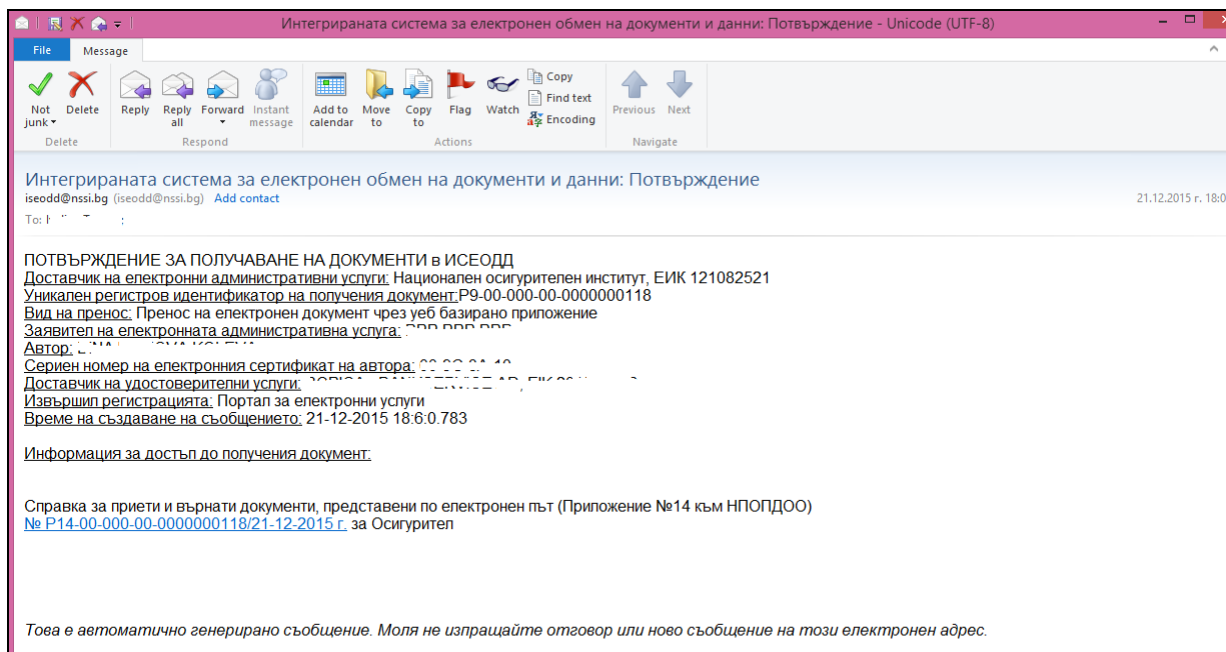 Интегрираната система за електронен обмен на документи и данни: Потвърждение - Unicode (UTF-8)
File Message
Not junk Delete Reply Reply all Forward Instant message Add to calendar Move to Copy to Flag Watch Copy Find text Encoding Previous Next
Delete Respond Actions Navigate
Интегрираната система за електронен обмен на документи и данни: Потвърждение
iseodd@nssi.bg (iseodd@nssi.bg) Add contact
21.12.2015 г. 18:0
To:
ПОТВЪРЖДЕНИЕ ЗА ПОЛУЧАВАНЕ НА ДОКУМЕНТИ в ИСЕОДД
Доставчик на електронни административни услуги: Национален осигурителен институт, ЕИК 121082521
Уникален регистров идентификатор на получения документ:P9-00-000-00-0000000118
Вид на пренос: Пренос на електронен документ чрез уеб базирано приложение
Заявител на електронната административна услуга:
Автор:
Сериен номер на електронния сертификат на автора:
Доставчик на удостоверителни услуги:
Извършил регистрацията: Портал за електронни услуги
Време на създаване на съобщението: 21-12-2015 18:6:0.783
Информация за достъп до получения документ:
Справка за приети и върнати документи, представени по електронен път (Приложение №14 към НПОПДОО)
№ P14-00-000-00-0000000118/21-12-2015 г. за Осигурител
Това е автоматично генерирано съобщение. Моля не изпращайте отговор или ново съобщение на този електронен адрес.